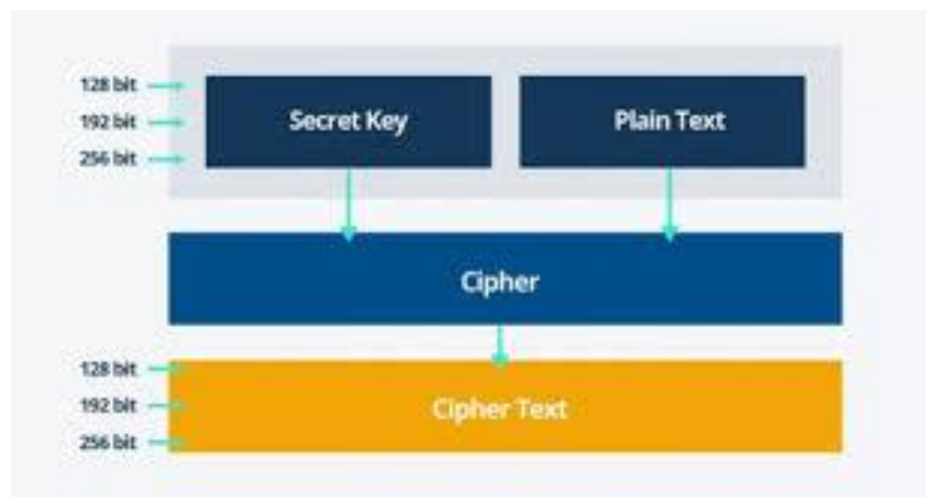 128 bit
192 bit
256 bit
Secret Key
Plain Text
Cipher
128 bit
192 bit
256 bit
Cipher Text